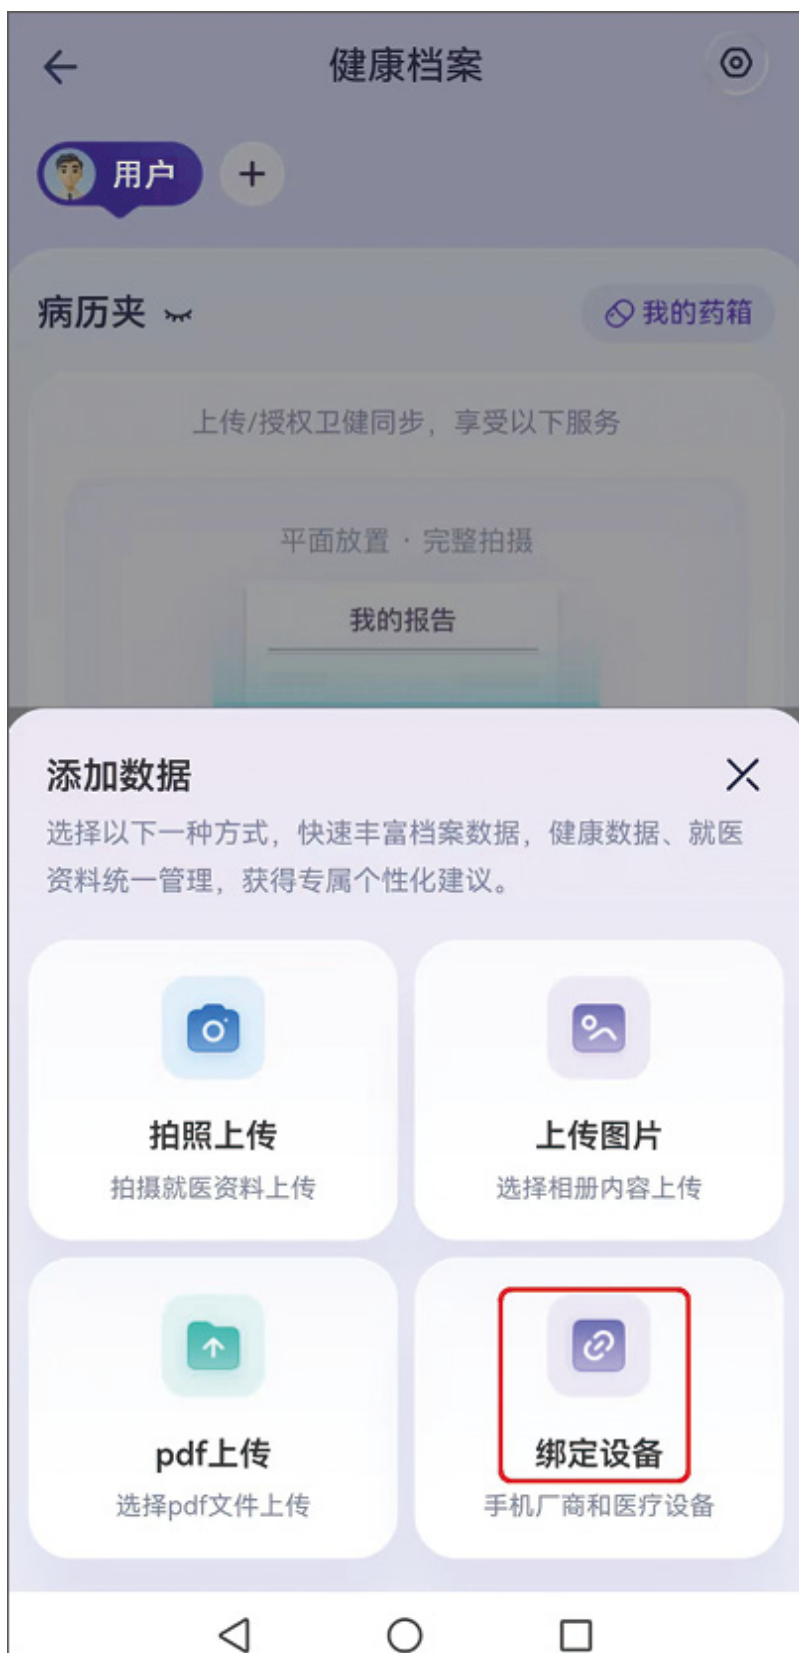 健康档案
用户
病历夹
我的药箱
上传/授权卫健同步，享受以下服务
平面放置 · 完整拍摄
我的报告
添加数据
选择以下一种方式，快速丰富档案数据，健康数据、就医
资料统一管理，获得专属个性化建议。
拍照上传
拍摄就医资料上传
上传图片
选择相册内容上传
pdf上传
选择pdf文件上传
绑定设备
手机厂商和医疗设备